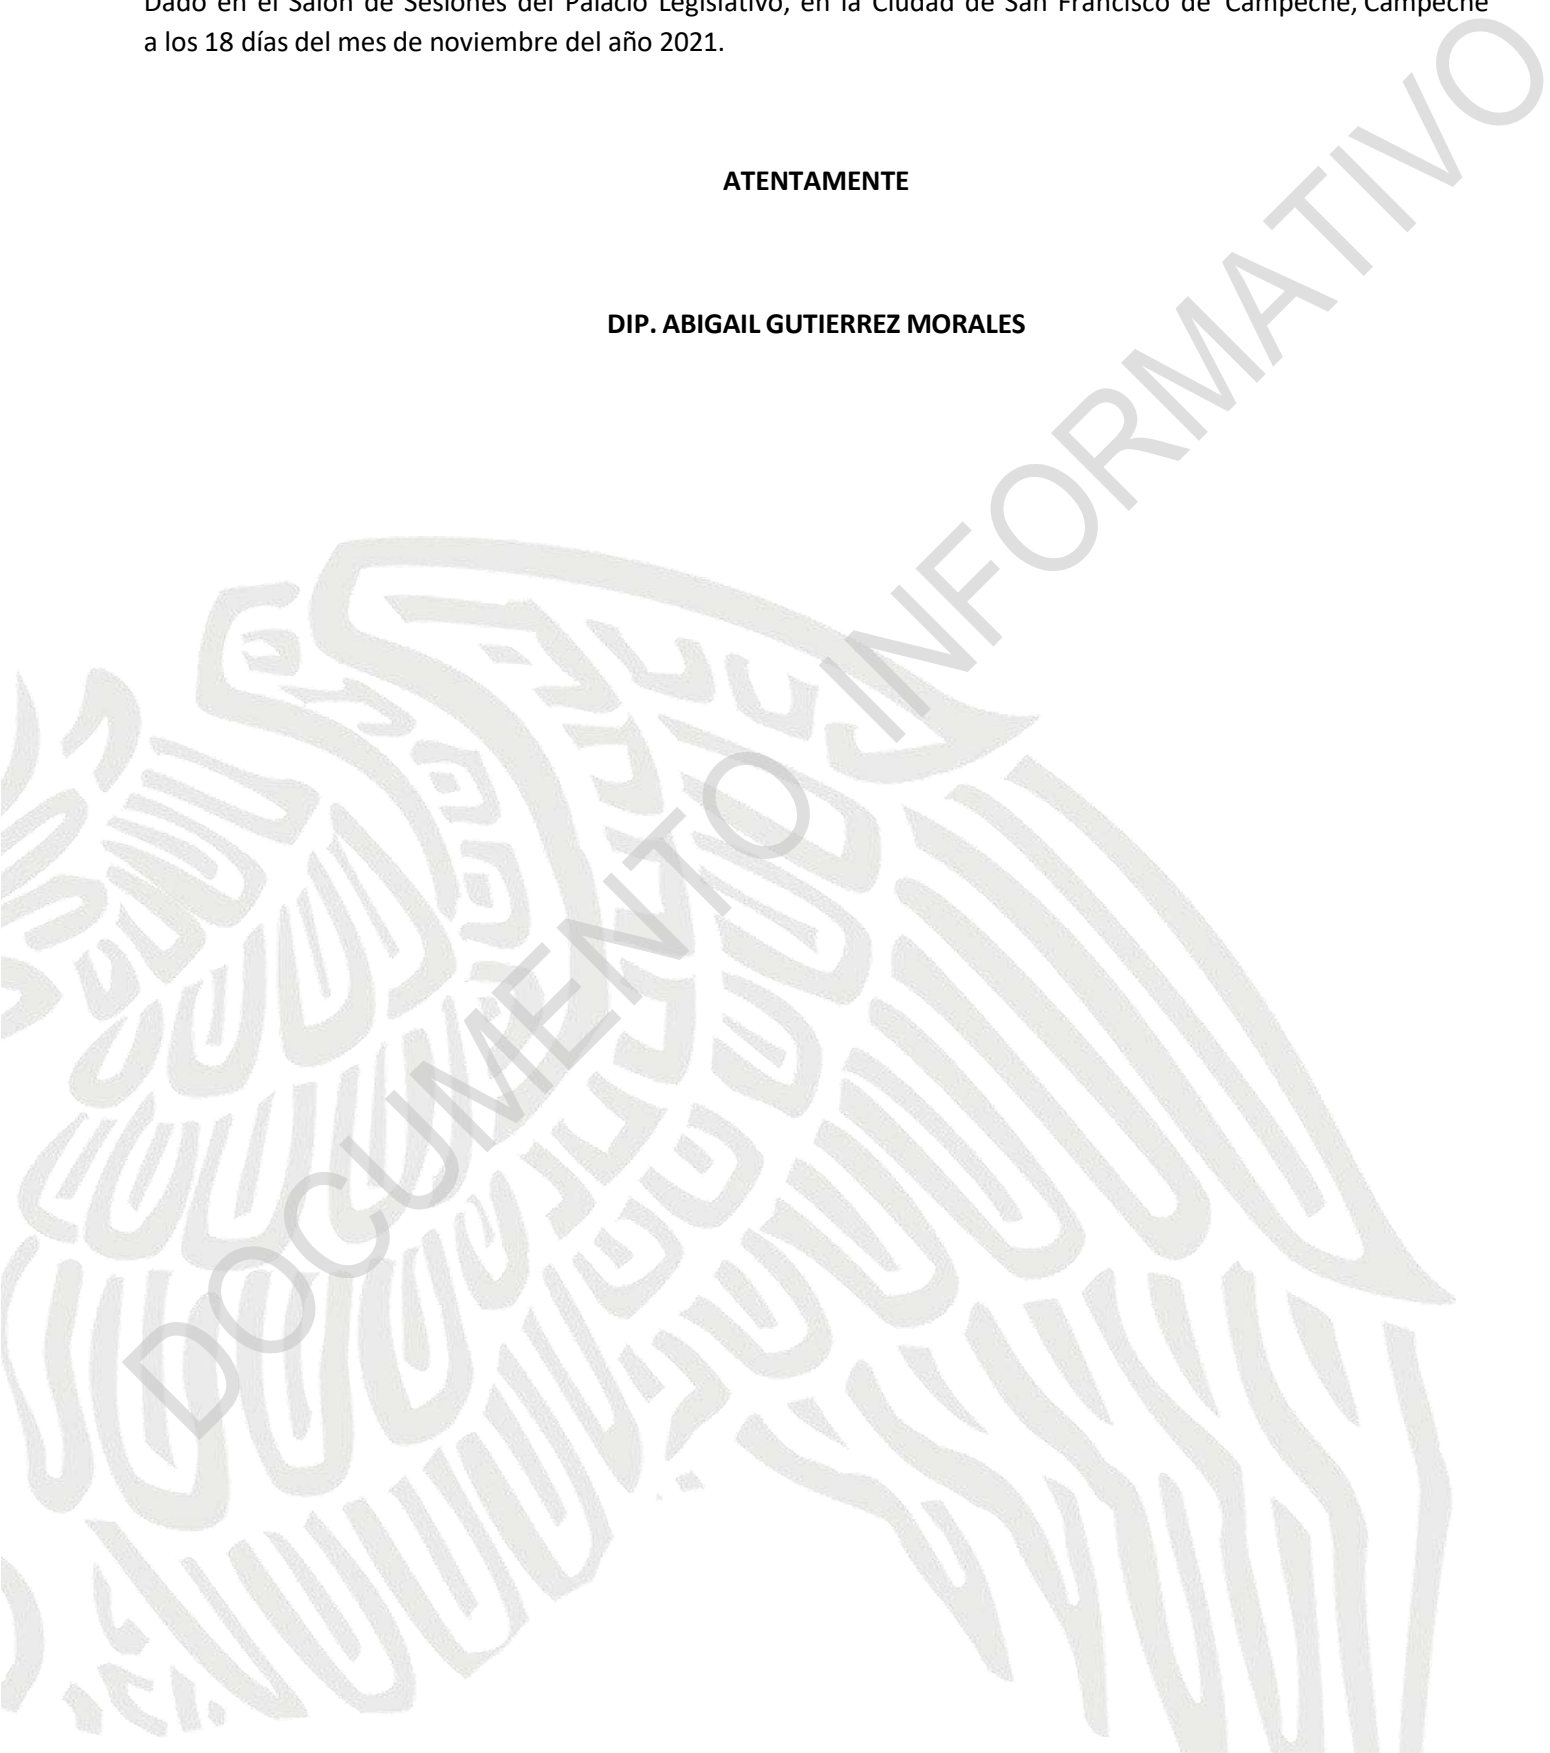 Dado en el Salón de Sesiones del Palacio Legislativo, en la Ciudad de San Francisco de Campeche, Campeche
a los 18 días del mes de noviembre del año 2021.
ATENTAMENTE
DIP. ABIGAIL GUTIERREZ MORALES
DOCUMENTO INFORMATIVO